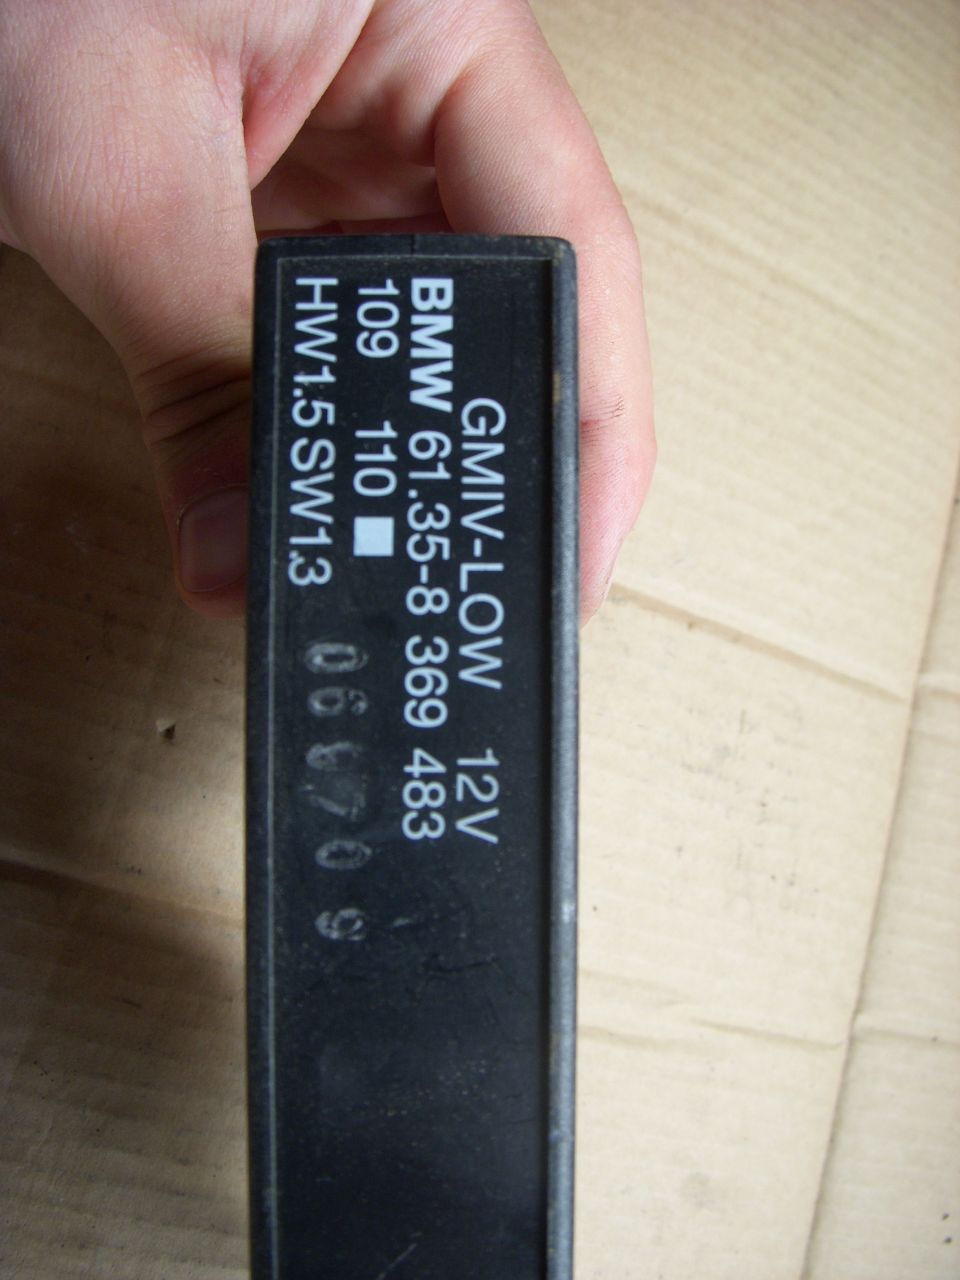 GMIV-LOW 12V
BMW 61.35-8 369 483
109 110
HW1.5 SW1.3